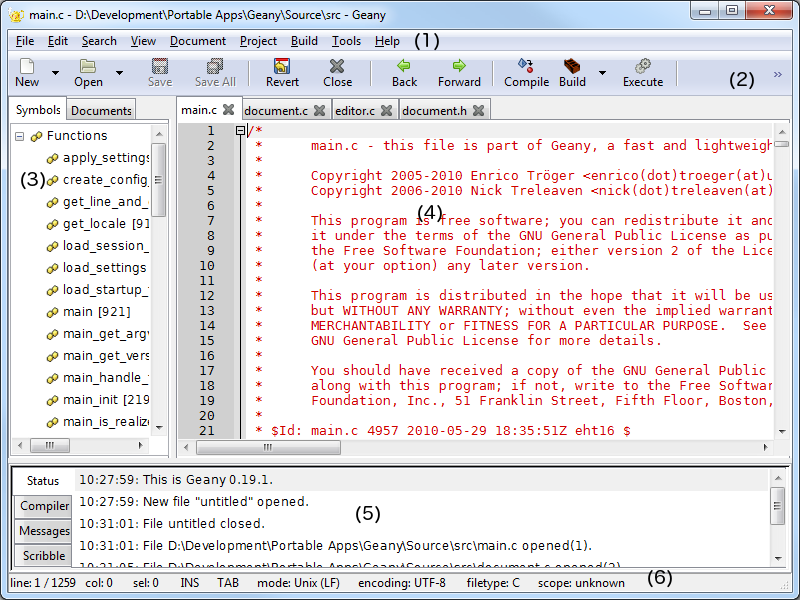 main.c - D:\Development\Portable Apps\Geany\Source\src - Geany
File Edit Search View Document Project Build Tools Help (1)
New Open Save Save All Revert Close Back Forward Compile Build Execute (2)
Symbols Documents
main.c document.c editor.c document.h
Functions
apply_settings
create_config_
(3)
get_line_and_
get_locale [91
load_session_
load_settings
load_startup_
main [921]
main_get_argv
main_get_vers
main_handle_
main_init [219
main_is_realize
1 /*
2 * main.c - this file is part of Geany, a fast and lightweigh
3 *
4 * Copyright 2005-2010 Enrico Tröger <enrico(dot)troeger(at)u
5 * Copyright 2006-2010 Nick Treleaven <nick(dot)treleaven(at)
6 *
(4)
7 * This program is free software; you can redistribute it and
8 * it under the terms of the GNU General Public License as pu
9 * the Free Software Foundation; either version 2 of the Lice
10 * (at your option) any later version.
11 *
12 * This program is distributed in the hope that it will be us
13 * but WITHOUT ANY WARRANTY; without even the implied warrant
14 * MERCHANTABILITY or FITNESS FOR A PARTICULAR PURPOSE. See
15 * GNU General Public License for more details.
16 *
17 * You should have received a copy of the GNU General Public
18 * along with this program; if not, write to the Free Softwar
19 * Foundation, Inc., 51 Franklin Street, Fifth Floor, Boston,
20 *
21 * $Id: main.c 4957 2010-05-29 18:35:51Z eht16 $
Status
Compiler
Messages
Scribble
10:27:59: This is Geany 0.19.1.
10:27:59: New file "untitled" opened.
(5)
10:31:01: File untitled closed.
10:31:01: File D:\Development\Portable Apps\Geany\Source\src\main.c opened(1).
10:31:05: File D:\Development\Portable Apps\Geany\Source\src\document.c opened(2).
line: 1 / 1259 col: 0 sel: 0 INS TAB mode: Unix (LF) encoding: UTF-8 filetype: C scope: unknown (6)